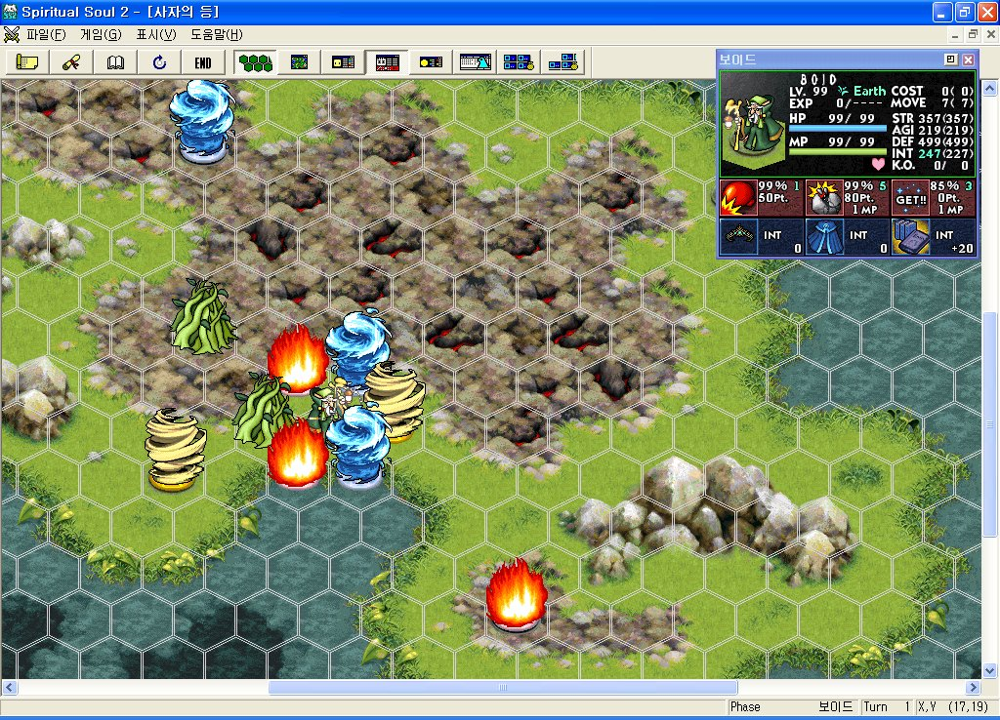 Spiritual Soul 2 - [사자의 등]
파일(F) 게임(G) 표시(V) 도움말(H)
END
보이드
BOID
LV. 99 Earth COST 0( 0)
EXP 0/---- MOVE 7( 7)
HP 99/ 99 STR 357(357)
AGI 219(219)
MP 99/ 99 DEF 499(499)
INT 247(227)
K.O. 0/ 0
99% 1 99% 5 85% 3
50Pt. 80Pt. GET!! 0Pt.
1 MP 1 MP
INT INT INT
0 0 +20
Phase 보이드 Turn 1 X,Y (17,19)